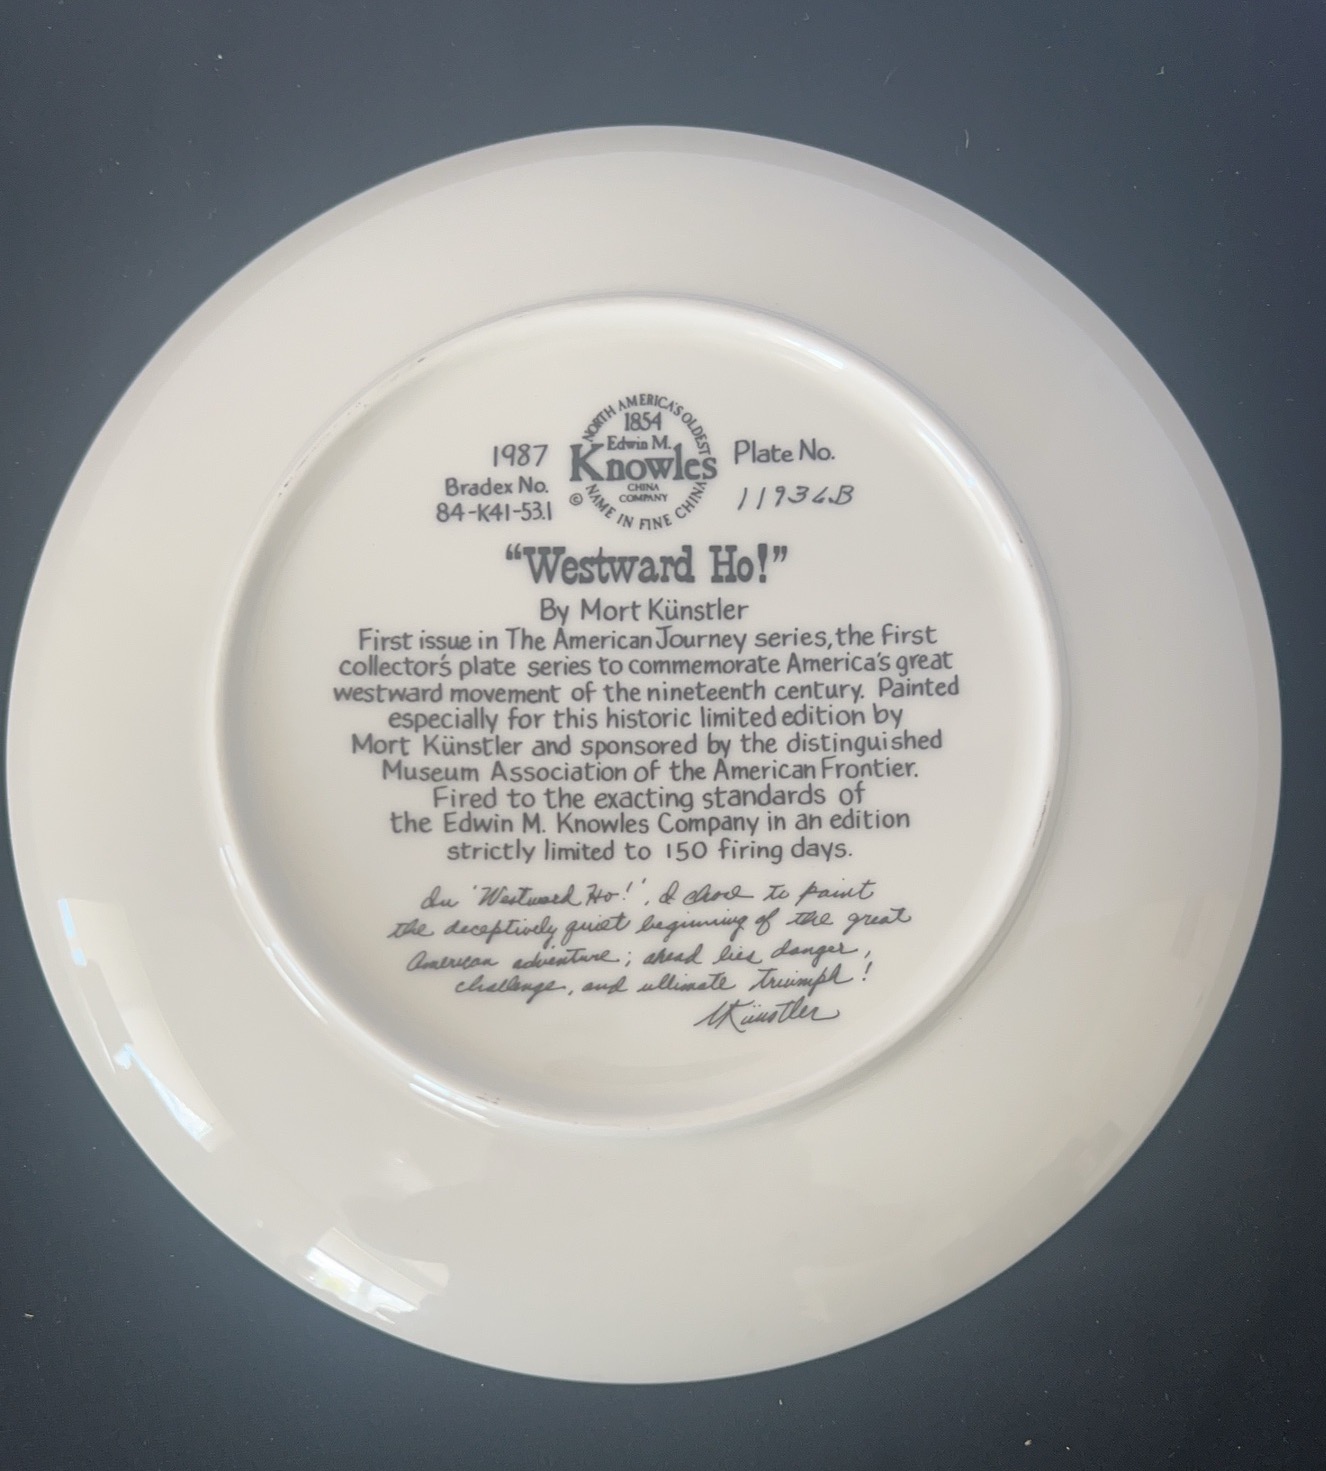 NORTH AMERICA'S OLDEST
1854
Edwin M.
Knowles
CHINA
COMPANY
©
NAME IN FINE CHINA
1987
Bradex No.
84-K41-53.1
Plate No.
11936B
“Westward Ho!”
By Mort Künstler
First issue in The American Journey series, the first
collector's plate series to commemorate America's great
westward movement of the nineteenth century. Painted
especially for this historic limited edition by
Mort Künstler and sponsored by the distinguished
Museum Association of the American Frontier.
Fired to the exacting standards of
the Edwin M. Knowles Company in an edition
strictly limited to 150 firing days.
In 'Westward Ho!', I chose to paint
the deceptively quiet beginning of the great
American adventure; ahead lies danger,
challenge, and ultimate triumph!
MKünstler